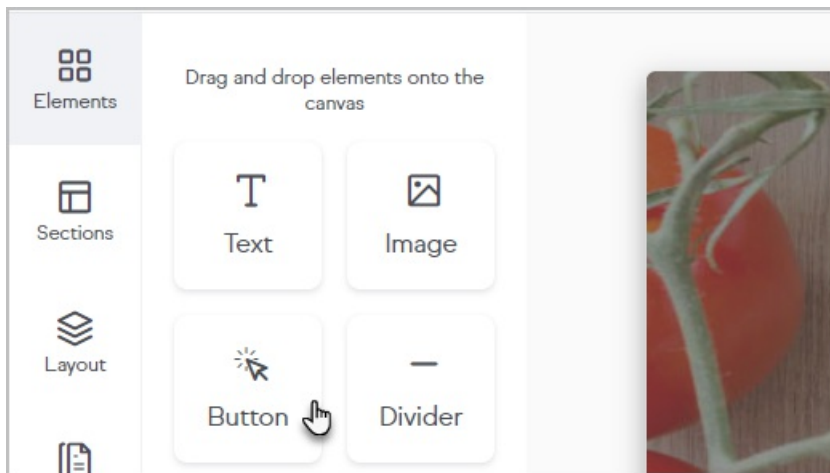 Elements
Drag and drop elements onto the
canvas
Text
Image
Sections
Layout
Button
Divider